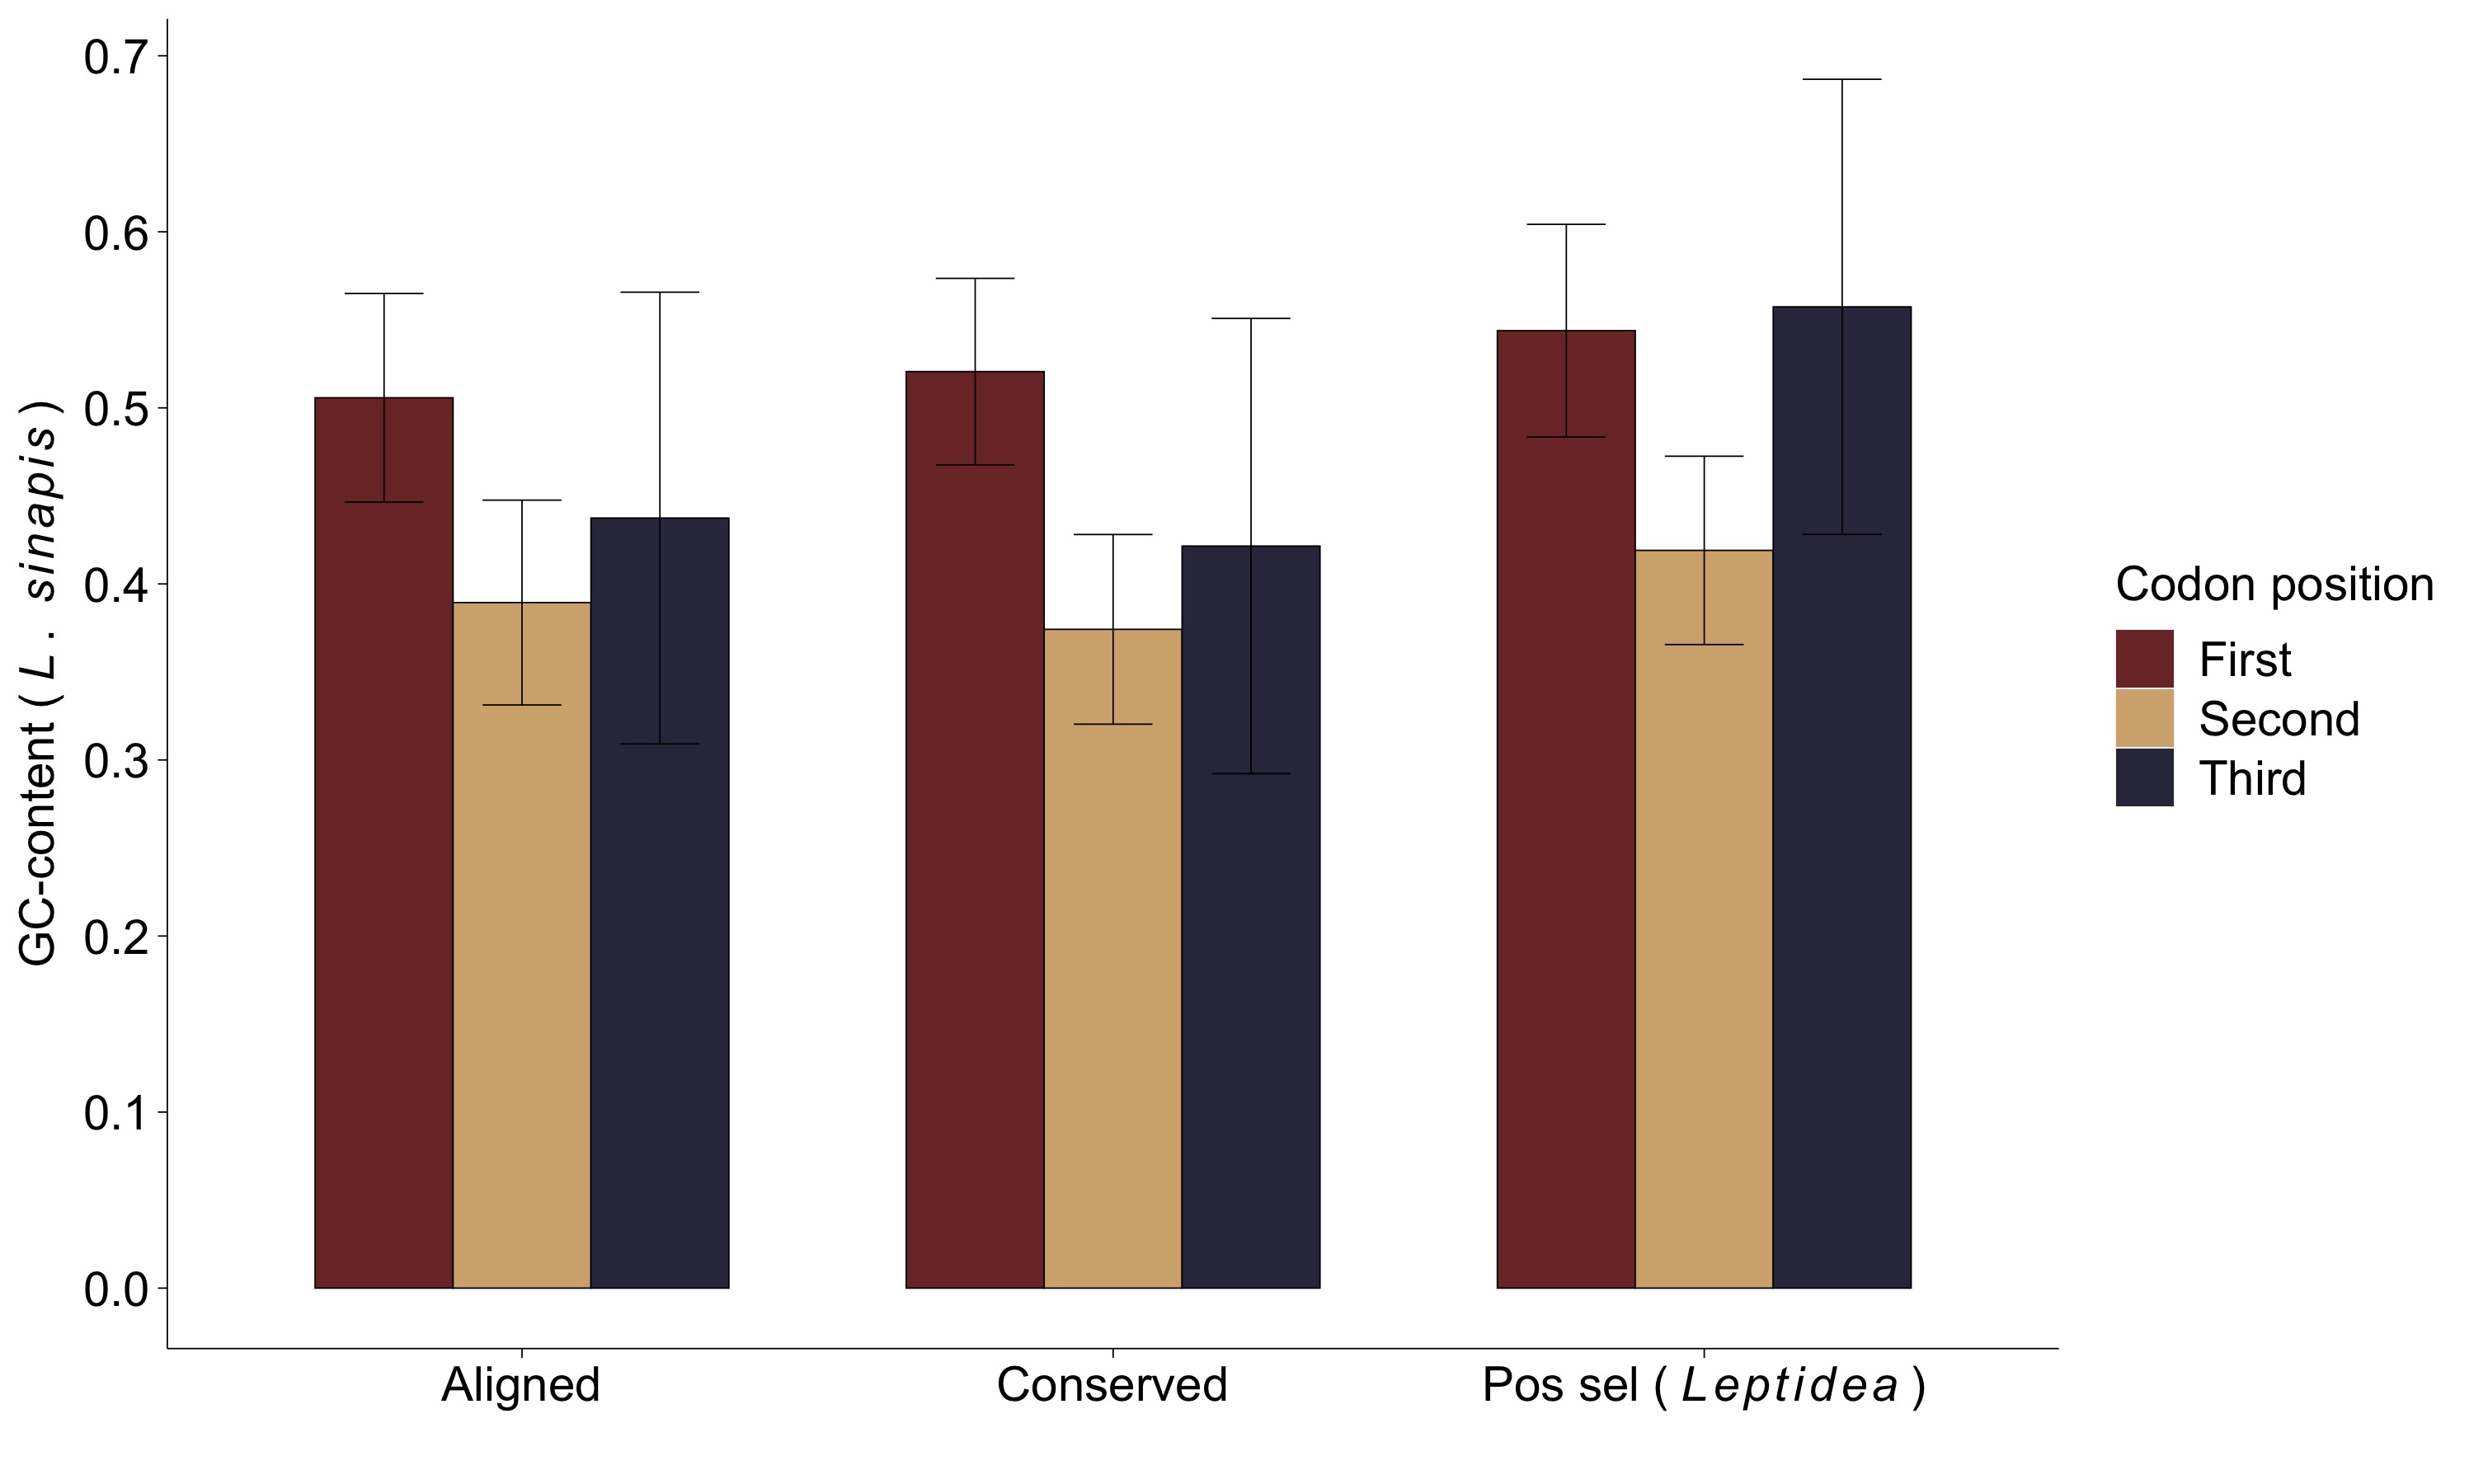 GC-content (L. sinapis)
0.7
0.6
0.5
0.4
0.3
0.2
0.1
0.0
Aligned
Conserved
Pos sel (Leptidea)
Codon position
First
Second
Third